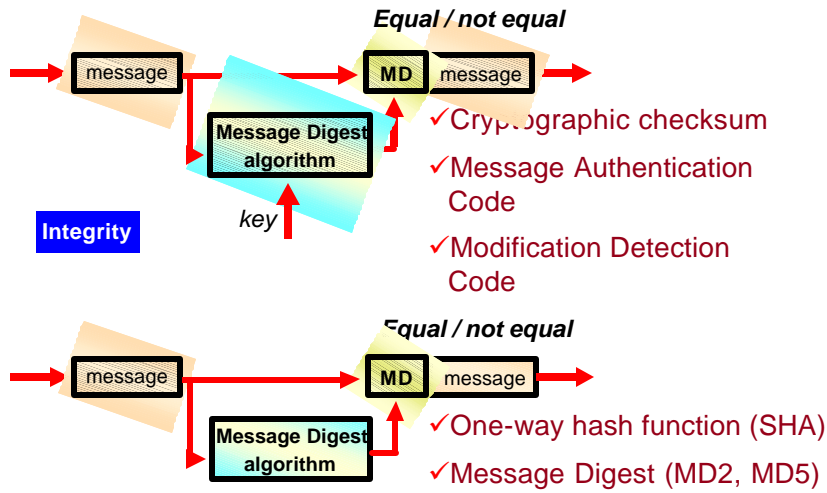 Equal / not equal
message
MD
message
Message Digest
algorithm
✓Cryptographic checksum
✓Message Authentication
Code
key
Integrity
✓Modification Detection
Code
Equal / not equal
message
MD
message
Message Digest
algorithm
✓One-way hash function (SHA)
✓Message Digest (MD2, MD5)